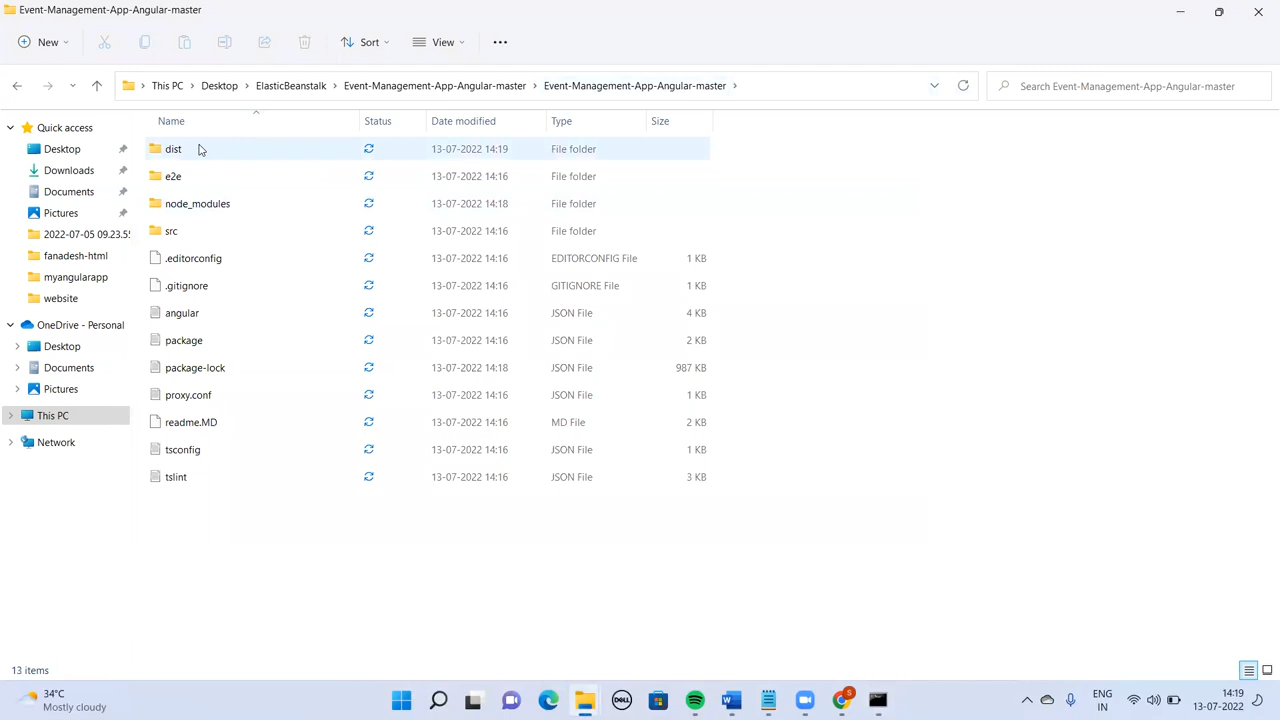 Event-Management-App-Angular-master
New Sort View
This PC Desktop ElasticBeanstalk Event-Management-App-Angular-master Event-Management-App-Angular-master Search Event-Management-App-Angular-master
Name Status Date modified Type Size
Quick access
Desktop
Downloads
Documents
Pictures
2022-07-05 09.23.55
fanadesh-html
myangularapp
website
OneDrive - Personal
Desktop
Documents
Pictures
This PC
Network
dist 13-07-2022 14:19 File folder
e2e 13-07-2022 14:16 File folder
node_modules 13-07-2022 14:18 File folder
src 13-07-2022 14:16 File folder
.editorconfig 13-07-2022 14:16 EDITORCONFIG File 1 KB
.gitignore 13-07-2022 14:16 GITIGNORE File 1 KB
angular 13-07-2022 14:16 JSON File 4 KB
package 13-07-2022 14:16 JSON File 2 KB
package-lock 13-07-2022 14:18 JSON File 987 KB
proxy.conf 13-07-2022 14:16 JSON File 1 KB
readme.MD 13-07-2022 14:16 MD File 2 KB
tsconfig 13-07-2022 14:16 JSON File 1 KB
tslint 13-07-2022 14:16 JSON File 3 KB
13 items
34°C
Mostly cloudy
DELL
S
ENG
IN
14:19
13-07-2022